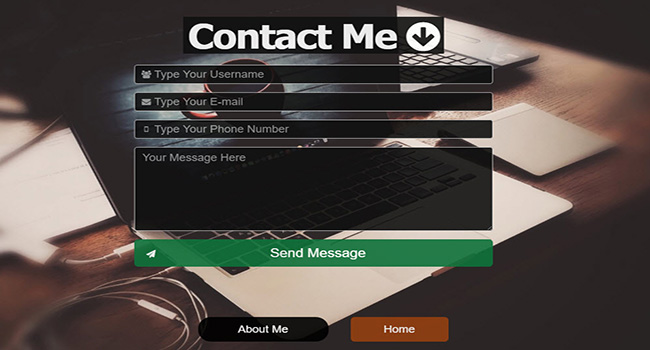 Contact Me
Type Your Username
Type Your E-mail
Type Your Phone Number
Your Message Here
Send Message
About Me
Home